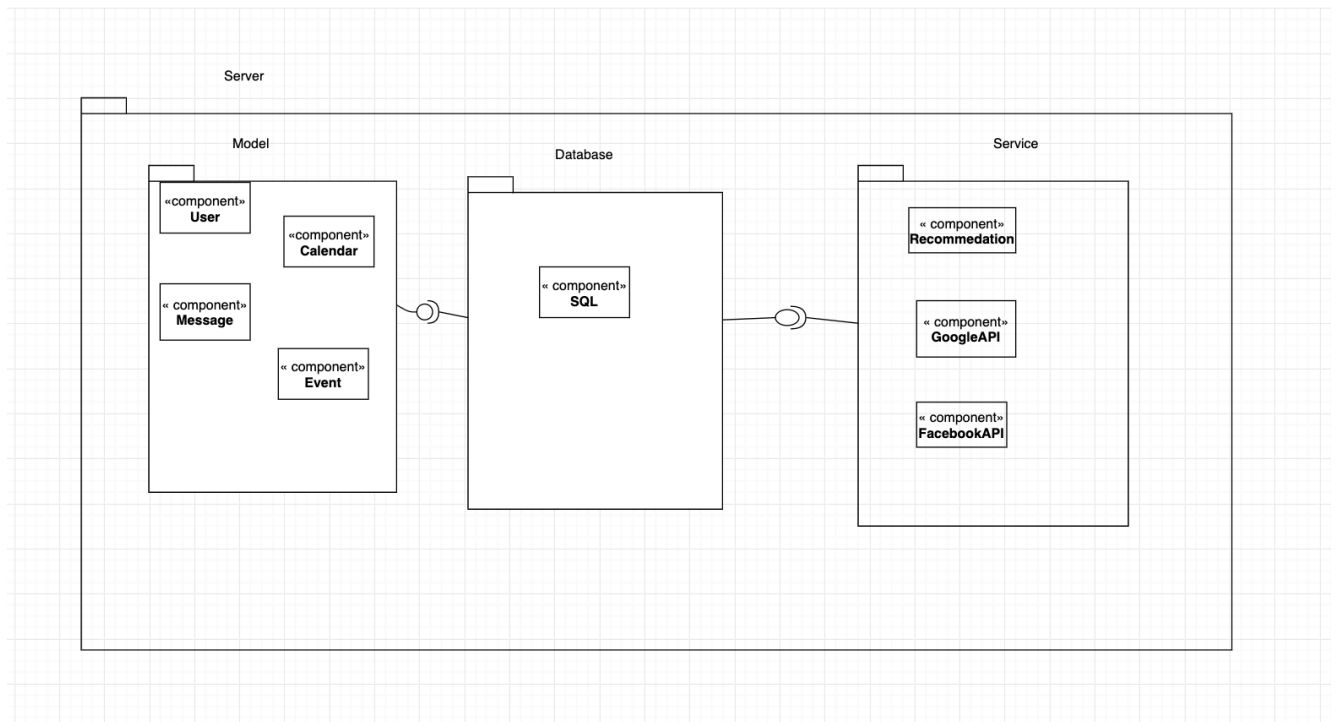 Server
Model
Database
Service
«component»
User
«component»
Calendar
« component»
Message
« component»
Event
« component»
SQL
« component»
Recommedation
« component»
GoogleAPI
« component»
FacebookAPI